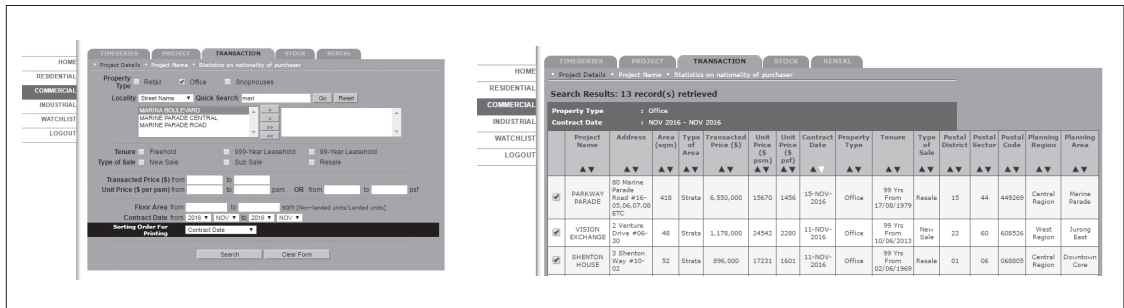 TIMESERIES PROJECT TRANSACTION STOCK RENTAL
• Project Details • Project Name • Statistics on nationality of purchaser
HOME
RESIDENTIAL
COMMERCIAL
INDUSTRIAL
WATCHLIST
LOGOUT
Property Type Retail Office Shophouses
Locality Street Name Quick Search mari Go Reset
MARINA BOULEVARD
MARINE PARADE CENTRAL
MARINE PARADE ROAD
>
<
>>
<<
Tenure Freehold 999-Year Leasehold 99-Year Leasehold
Type of Sale New Sale Sub Sale Resale
Transacted Price ($) from to
Unit Price ($ per psm) from to psm OR from to psf
Floor Area from to sqm [Non-landed units/Landed units]
Contract Date from 2016 NOV to 2016 NOV
Sorting Order For Printing Contract Date
Search Clear Form
TIMESERIES PROJECT TRANSACTION STOCK RENTAL
• Project Details • Project Name • Statistics on nationality of purchaser
HOME
RESIDENTIAL
COMMERCIAL
INDUSTRIAL
WATCHLIST
LOGOUT
Search Results: 13 record(s) retrieved
Property Type : Office
Contract Date : NOV 2016 - NOV 2016
Project Name Address Area (sqm) Type of Area Transacted Price ($) Unit Price ($ psm) Unit Price ($ psf) Contract Date Property Type Tenure Type of Sale Postal District Postal Sector Postal Code Planning Region Planning Area
PARKWAY PARADE 80 Marine Parade Road #16-05,06,07,08 ETC 418 Strata 6,550,000 15670 1456 15-NOV-2016 Office 99 Yrs From 17/08/1979 Resale 15 44 449269 Central Region Marine Parade
VISION EXCHANGE 2 Venture Drive #06-30 48 Strata 1,178,000 24542 2280 11-NOV-2016 Office 99 Yrs From 10/06/2013 New Sale 22 60 608526 West Region Jurong East
SHENTON HOUSE 3 Shenton Way #10-02 52 Strata 896,000 17231 1601 11-NOV-2016 Office 99 Yrs From 02/06/1969 Resale 01 06 068805 Central Region Downtown Core